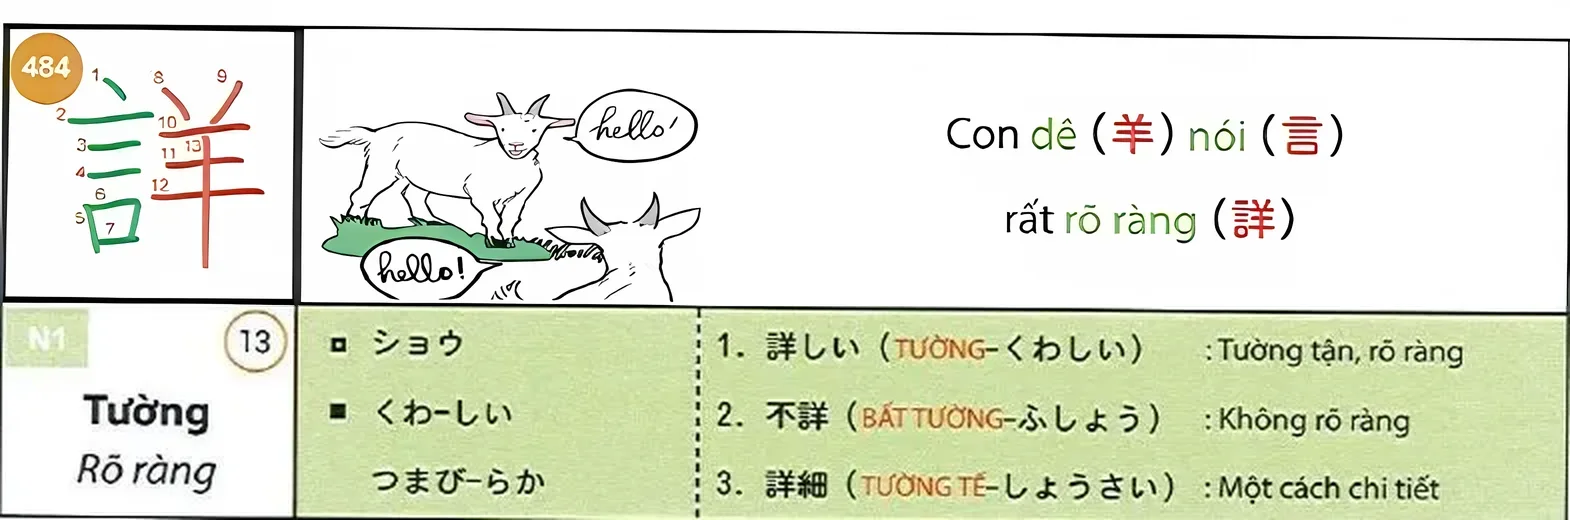 484
1 2 3 4 5 6 7 8 9 10 11 12 13
hello'
hello!
Con dê (羊) nói (言)
rất rõ ràng (詳)
N1
13
Tường
Rõ ràng
ショウ
くわ-しい
つまび-らか
1. 詳しい (TƯỜNG-くわしい) : Tường tận, rõ ràng
2. 不詳 (BẤT TƯỜNG-ふしょう) : Không rõ ràng
3. 詳細 (TƯỜNG TẾ-しょうさい) : Một cách chi tiết